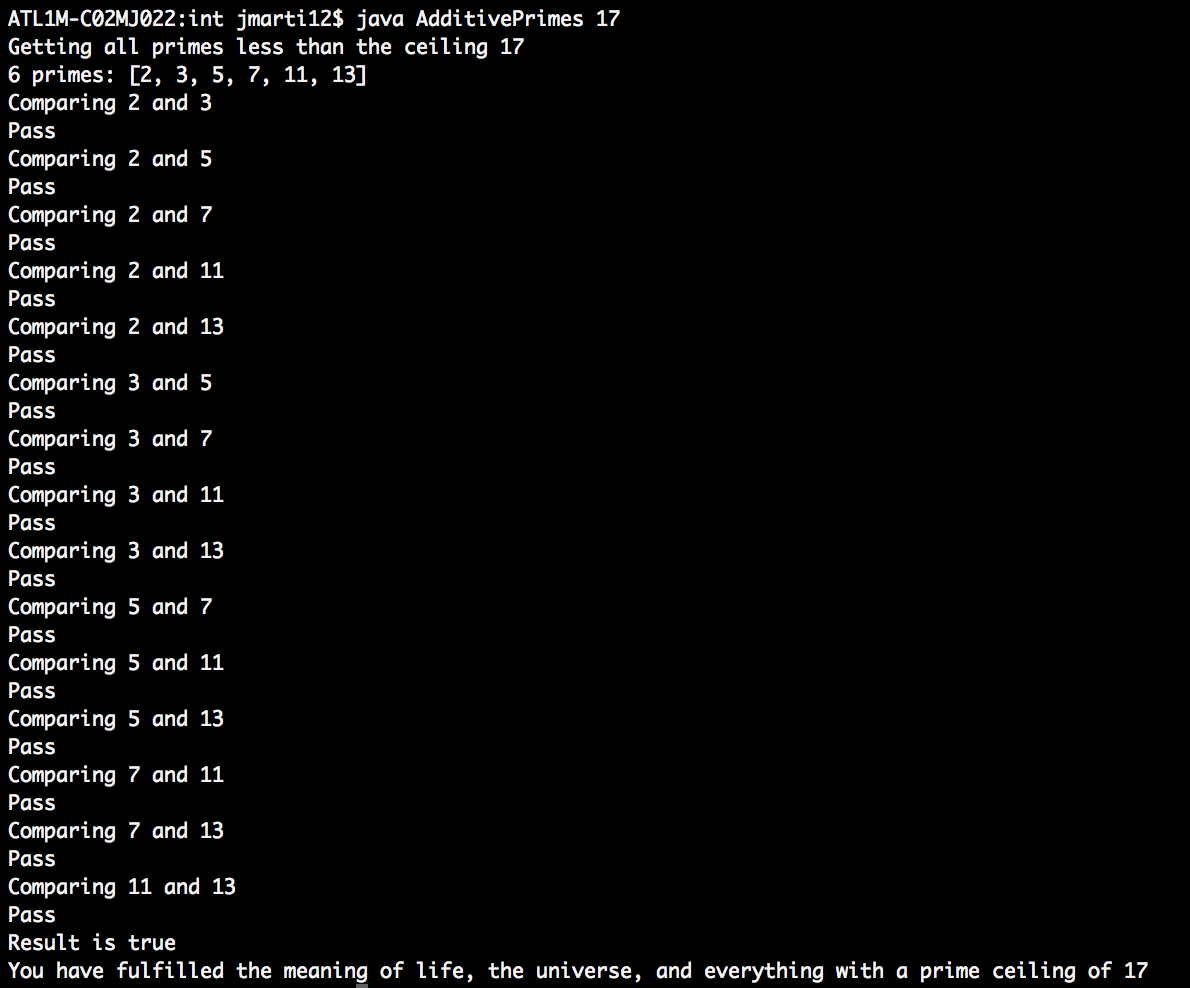 ATL1M-C02MJ022:int jmarti12$ java AdditivePrimes 17
Getting all primes less than the ceiling 17
6 primes: [2, 3, 5, 7, 11, 13]
Comparing 2 and 3
Pass
Comparing 2 and 5
Pass
Comparing 2 and 7
Pass
Comparing 2 and 11
Pass
Comparing 2 and 13
Pass
Comparing 3 and 5
Pass
Comparing 3 and 7
Pass
Comparing 3 and 11
Pass
Comparing 3 and 13
Pass
Comparing 5 and 7
Pass
Comparing 5 and 11
Pass
Comparing 5 and 13
Pass
Comparing 7 and 11
Pass
Comparing 7 and 13
Pass
Comparing 11 and 13
Pass
Result is true
You have fulfilled the meaning of life, the universe, and everything with a prime ceiling of 17